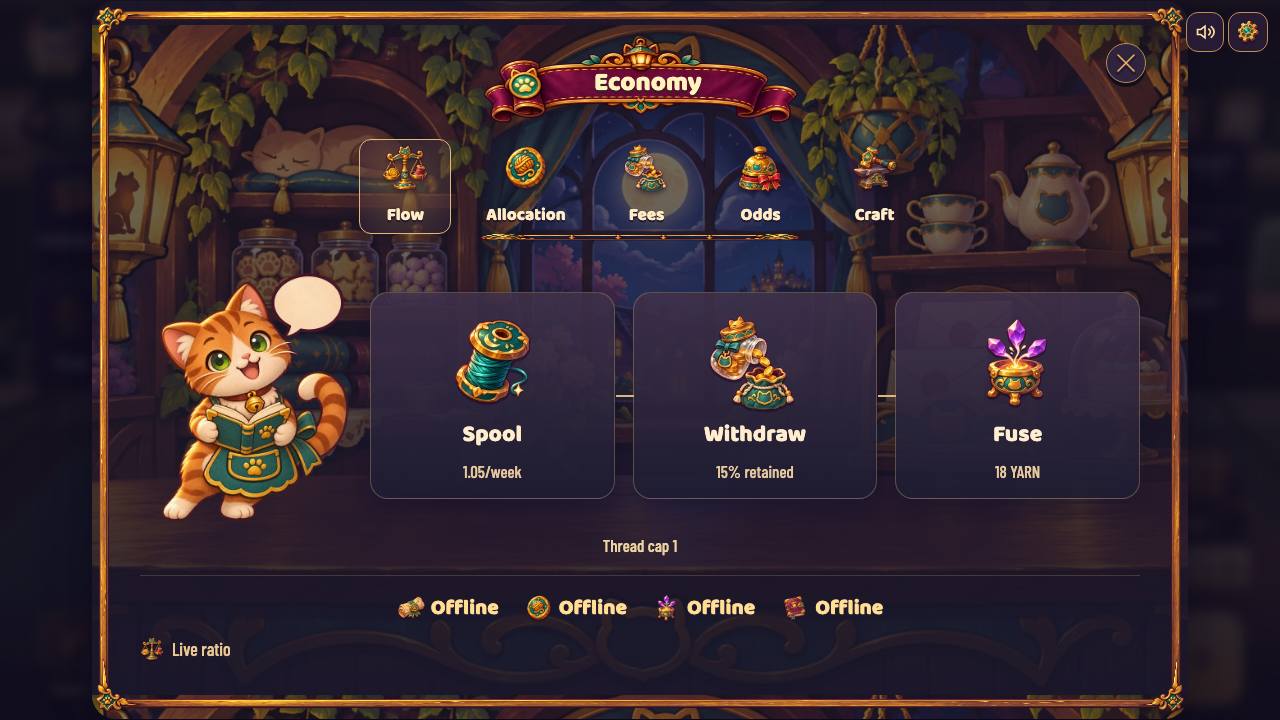 Economy
Flow
Allocation
Fees
Odds
Craft
Spool
1.05/week
Withdraw
15% retained
Fuse
18 YARN
Thread cap 1
Offline
Offline
Offline
Offline
Live ratio